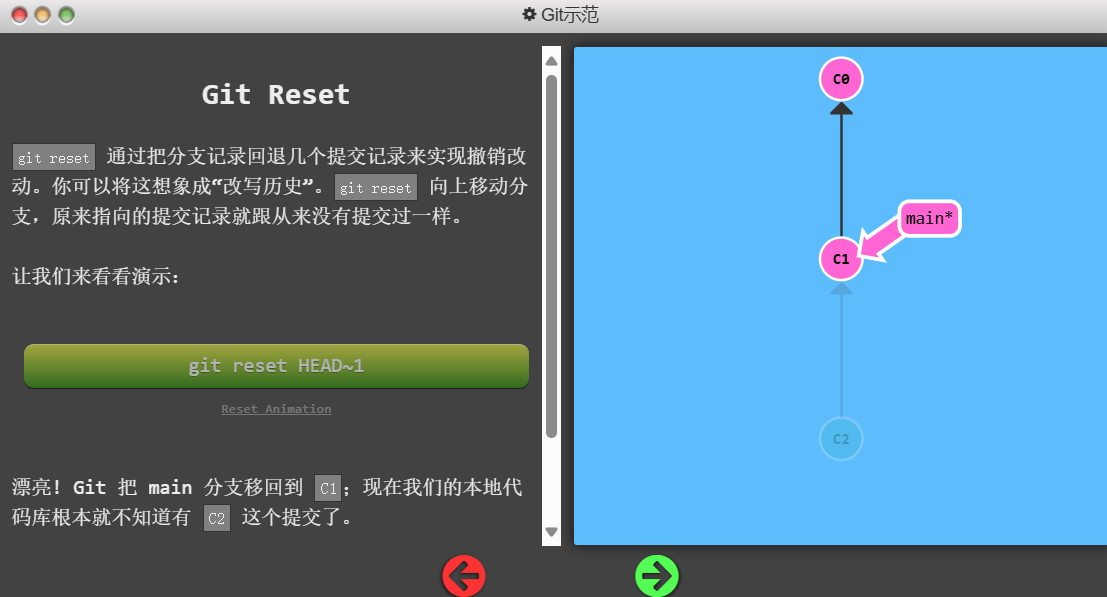 Git示范
Git Reset
git reset 通过把分支记录回退几个提交记录来实现撤销改
动。你可以将这想象成“改写历史”。git reset 向上移动分
支，原来指向的提交记录就跟从来没有提交过一样。
让我们来看看演示：
git reset HEAD~1
Reset Animation
漂亮! Git 把 main 分支移回到 C1；现在我们的本地代
码库根本就不知道有 C2 这个提交了。
C0
main*
C1
C2